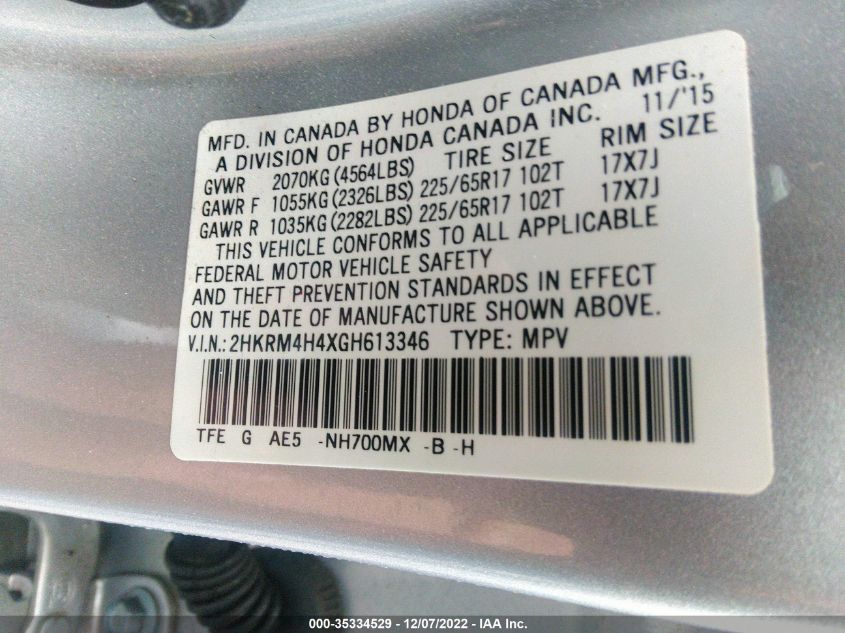 MFD. IN CANADA BY HONDA OF CANADA MFG.,
A DIVISION OF HONDA CANADA INC. 11/'15
GVWR 2070KG (4564LBS) TIRE SIZE RIM SIZE
GAWR F 1055KG (2326LBS) 225/65R17 102T 17X7J
GAWR R 1035KG (2282LBS) 225/65R17 102T 17X7J
THIS VEHICLE CONFORMS TO ALL APPLICABLE
FEDERAL MOTOR VEHICLE SAFETY
AND THEFT PREVENTION STANDARDS IN EFFECT
ON THE DATE OF MANUFACTURE SHOWN ABOVE.
V.I.N.: 2HKRM4H4XGH613346 TYPE: MPV
TFE G AE5 -NH700MX -B -H
000-35334529 - 12/07/2022 - IAA Inc.